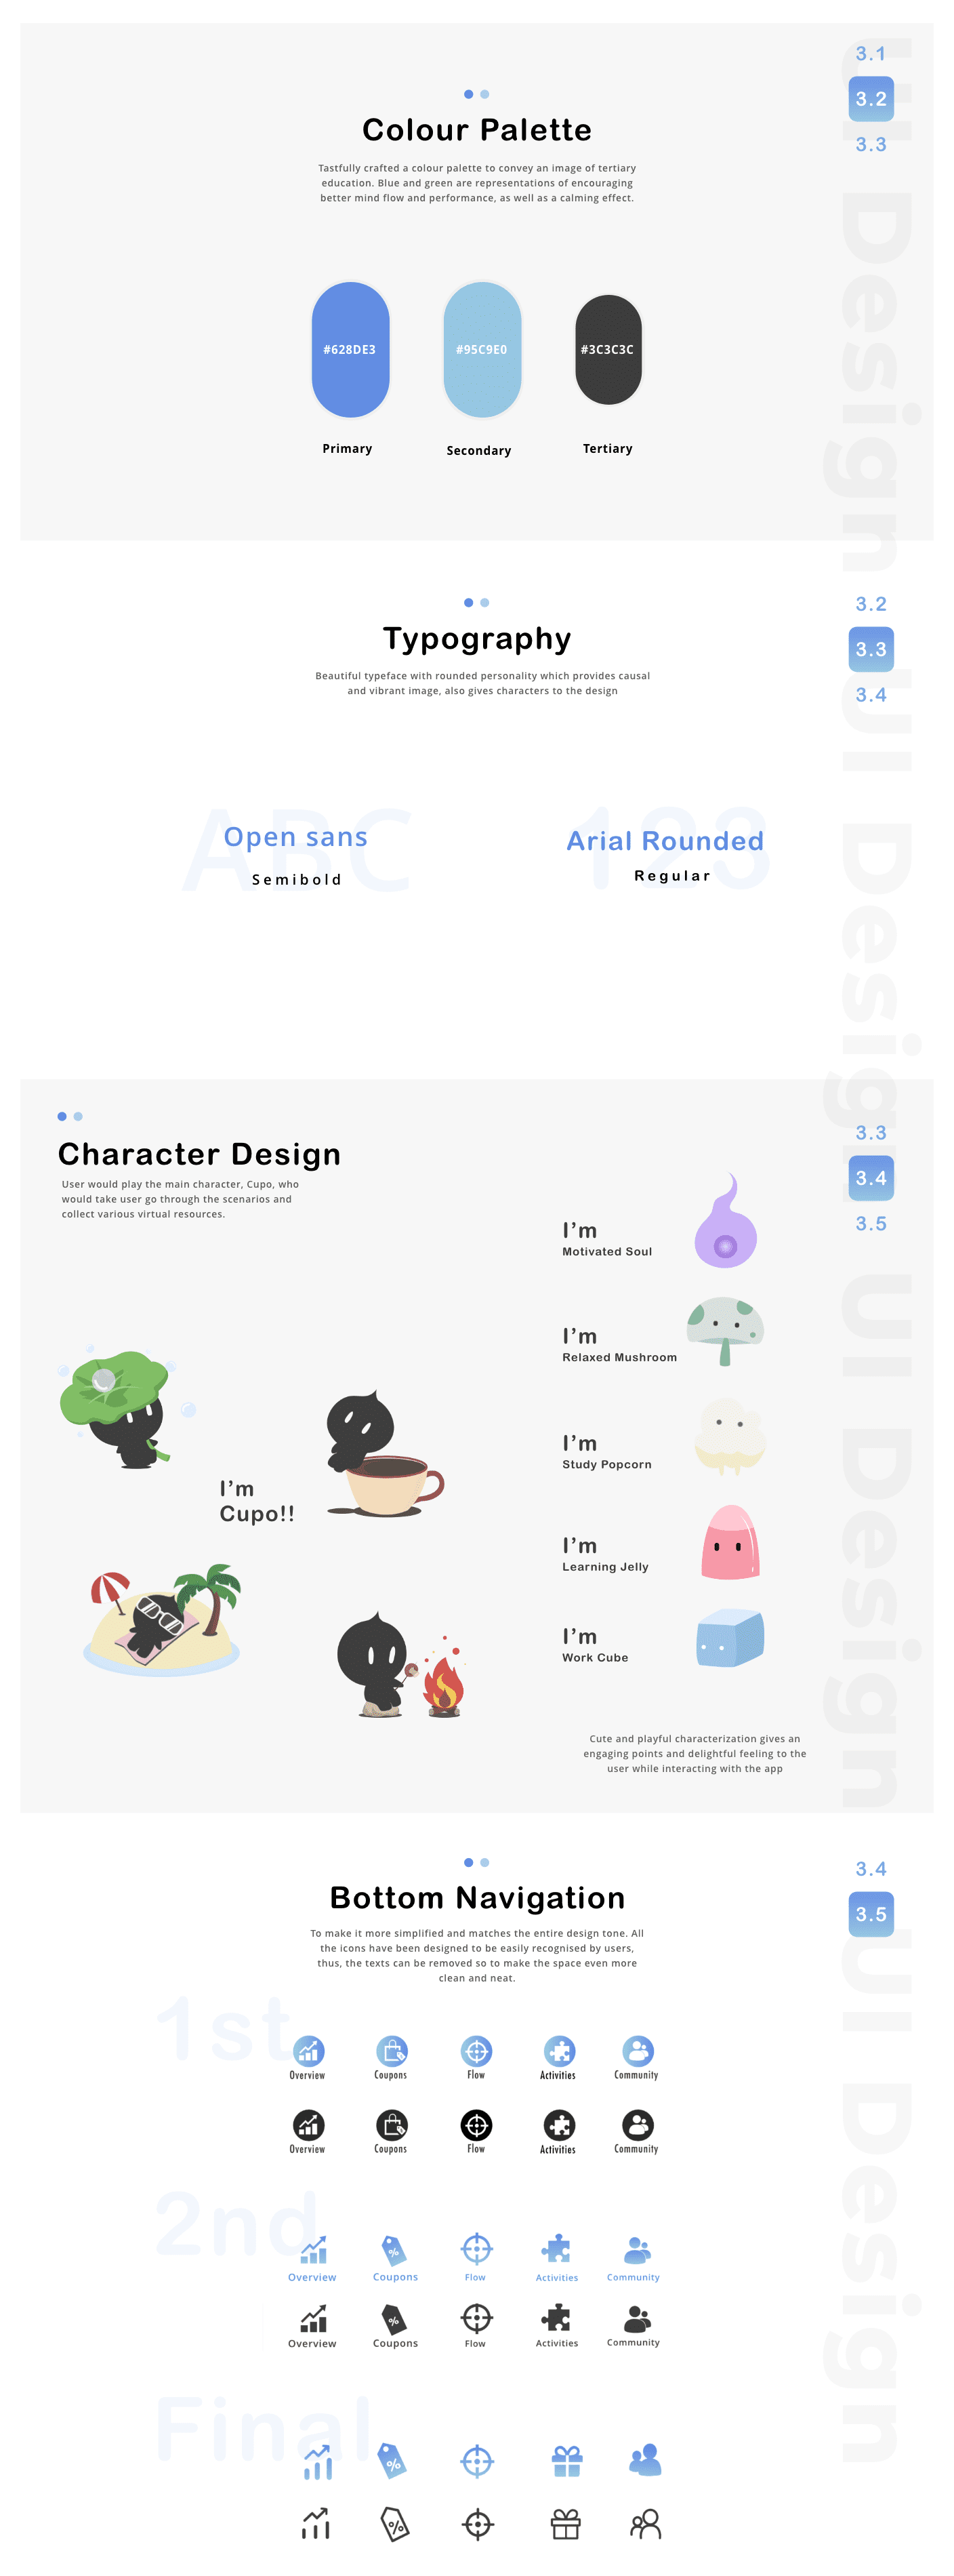 3.1
3.2
3.3
UI Design
Colour Palette
Tastfully crafted a colour palette to convey an image of tertiary
education. Blue and green are representations of encouraging
better mind flow and performance, as well as a calming effect.
#628DE3
#95C9E0
#3C3C3C
Primary
Secondary
Tertiary
3.2
3.3
3.4
UI Design
Typography
Beautiful typeface with rounded personality which provides causal
and vibrant image, also gives characters to the design
ABC
Open sans
Semibold
123
Arial Rounded
Regular
3.3
3.4
3.5
UI Design
Character Design
User would play the main character, Cupo, who
would take user go through the scenarios and
collect various virtual resources.
I'm
Cupo!!
I'm
Motivated Soul
I'm
Relaxed Mushroom
I'm
Study Popcorn
I'm
Learning Jelly
I'm
Work Cube
Cute and playful characterization gives an
engaging points and delightful feeling to the
user while interacting with the app
3.4
3.5
UI Design
Bottom Navigation
To make it more simplified and matches the entire design tone. All
the icons have been designed to be easily recognised by users,
thus, the texts can be removed so to make the space even more
clean and neat.
1st
Overview Coupons Flow Activities Community
Overview Coupons Flow Activities Community
2nd
% 
Overview Coupons Flow Activities Community
%
Overview Coupons Flow Activities Community
Final
%
%